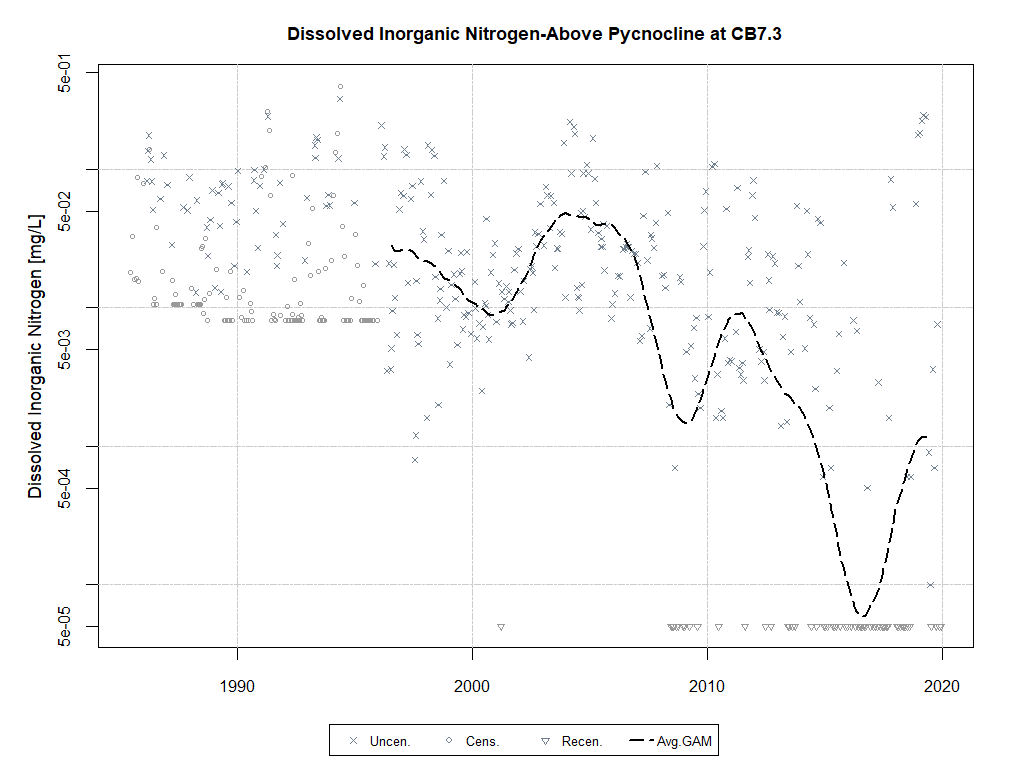 Dissolved Inorganic Nitrogen-Above Pycnocline at CB7.3
Dissolved Inorganic Nitrogen [mg/L]
5e-01
5e-02
5e-03
5e-04
5e-05
1990 2000 2010 2020
Uncen. Cens. Recen. Avg.GAM